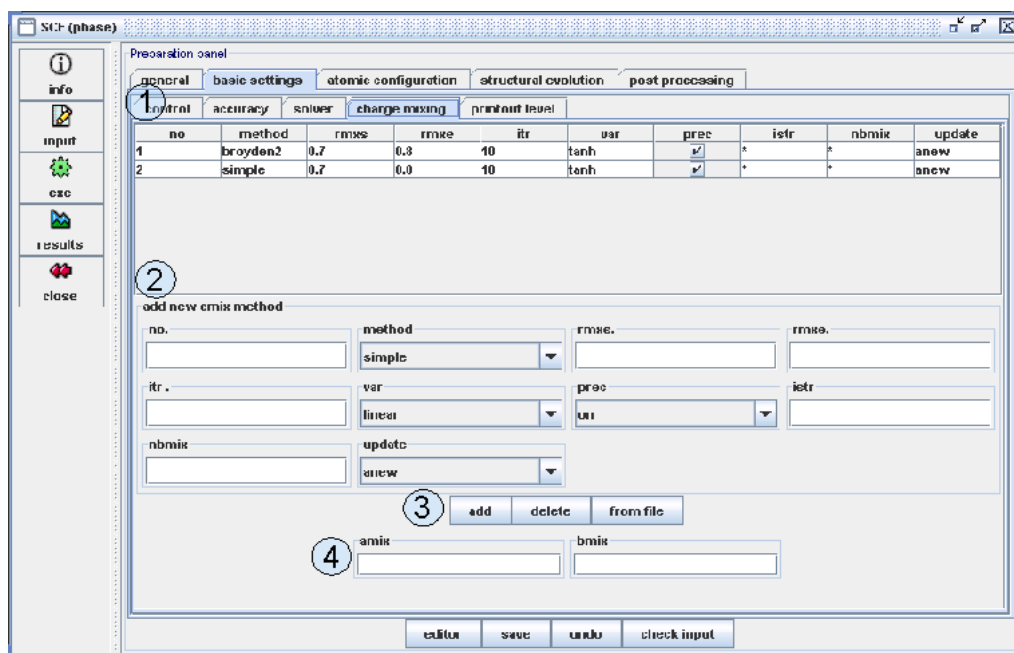 SCF (phase)
info
input
exe
results
close
Preparation panel
general basic settings atomic configuration structural evolution post processing
1
control accuracy solver charge mixing printout level
no method rmxs rmxe itr var prec istr nbmix update
1 broyden2 0.7 0.8 10 tanh * * anew
2 simple 0.7 0.0 10 tanh * * anew
2
add new cmix method
no. method rmxs. rmxe.
simple
itr. var prec istr
linear on
nbmix update
anew
3 add delete from file
4 amix bmix
editor save undo check input